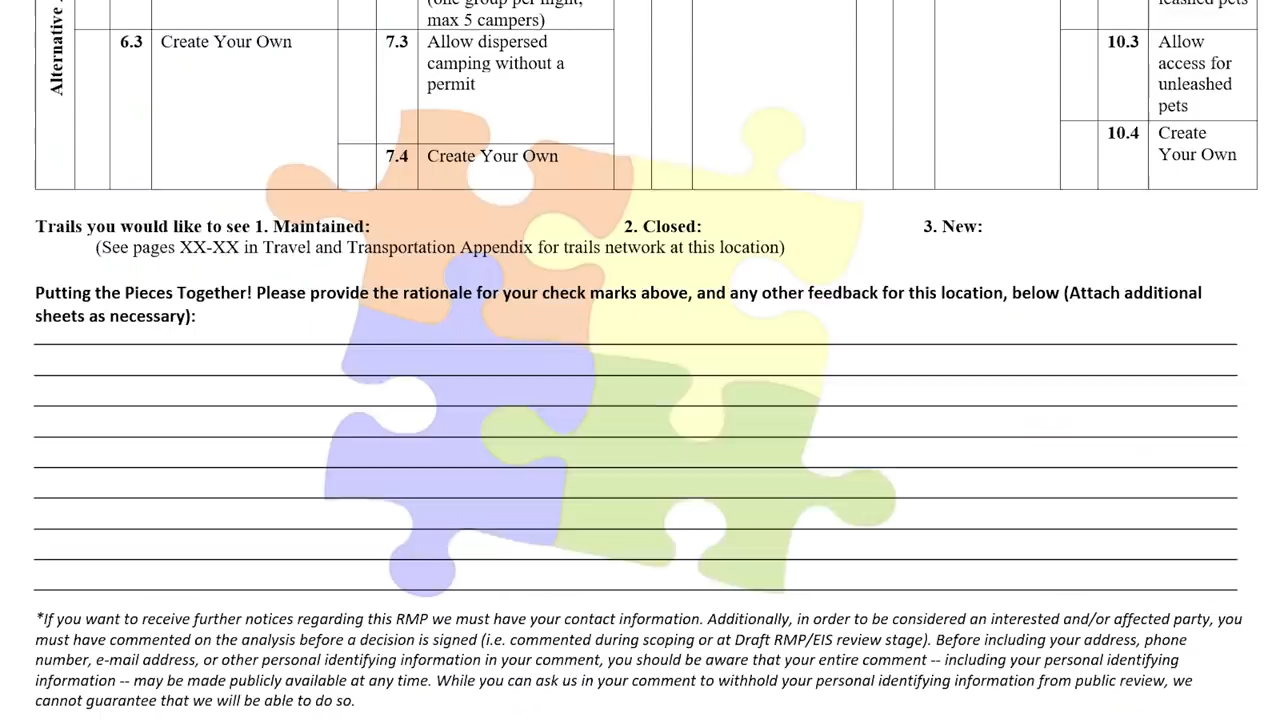 (one group per night,
max 5 campers)
leashed pets
Alternative
6.3 Create Your Own
7.3 Allow dispersed
camping without a
permit
10.3 Allow
access for
unleashed
pets
7.4 Create Your Own
10.4 Create
Your Own
Trails you would like to see 1. Maintained: 2. Closed: 3. New:
(See pages XX-XX in Travel and Transportation Appendix for trails network at this location)
Putting the Pieces Together! Please provide the rationale for your check marks above, and any other feedback for this location, below (Attach additional
sheets as necessary):
*If you want to receive further notices regarding this RMP we must have your contact information. Additionally, in order to be considered an interested and/or affected party, you
must have commented on the analysis before a decision is signed (i.e. commented during scoping or at Draft RMP/EIS review stage). Before including your address, phone
number, e-mail address, or other personal identifying information in your comment, you should be aware that your entire comment -- including your personal identifying
information -- may be made publicly available at any time. While you can ask us in your comment to withhold your personal identifying information from public review, we
cannot guarantee that we will be able to do so.